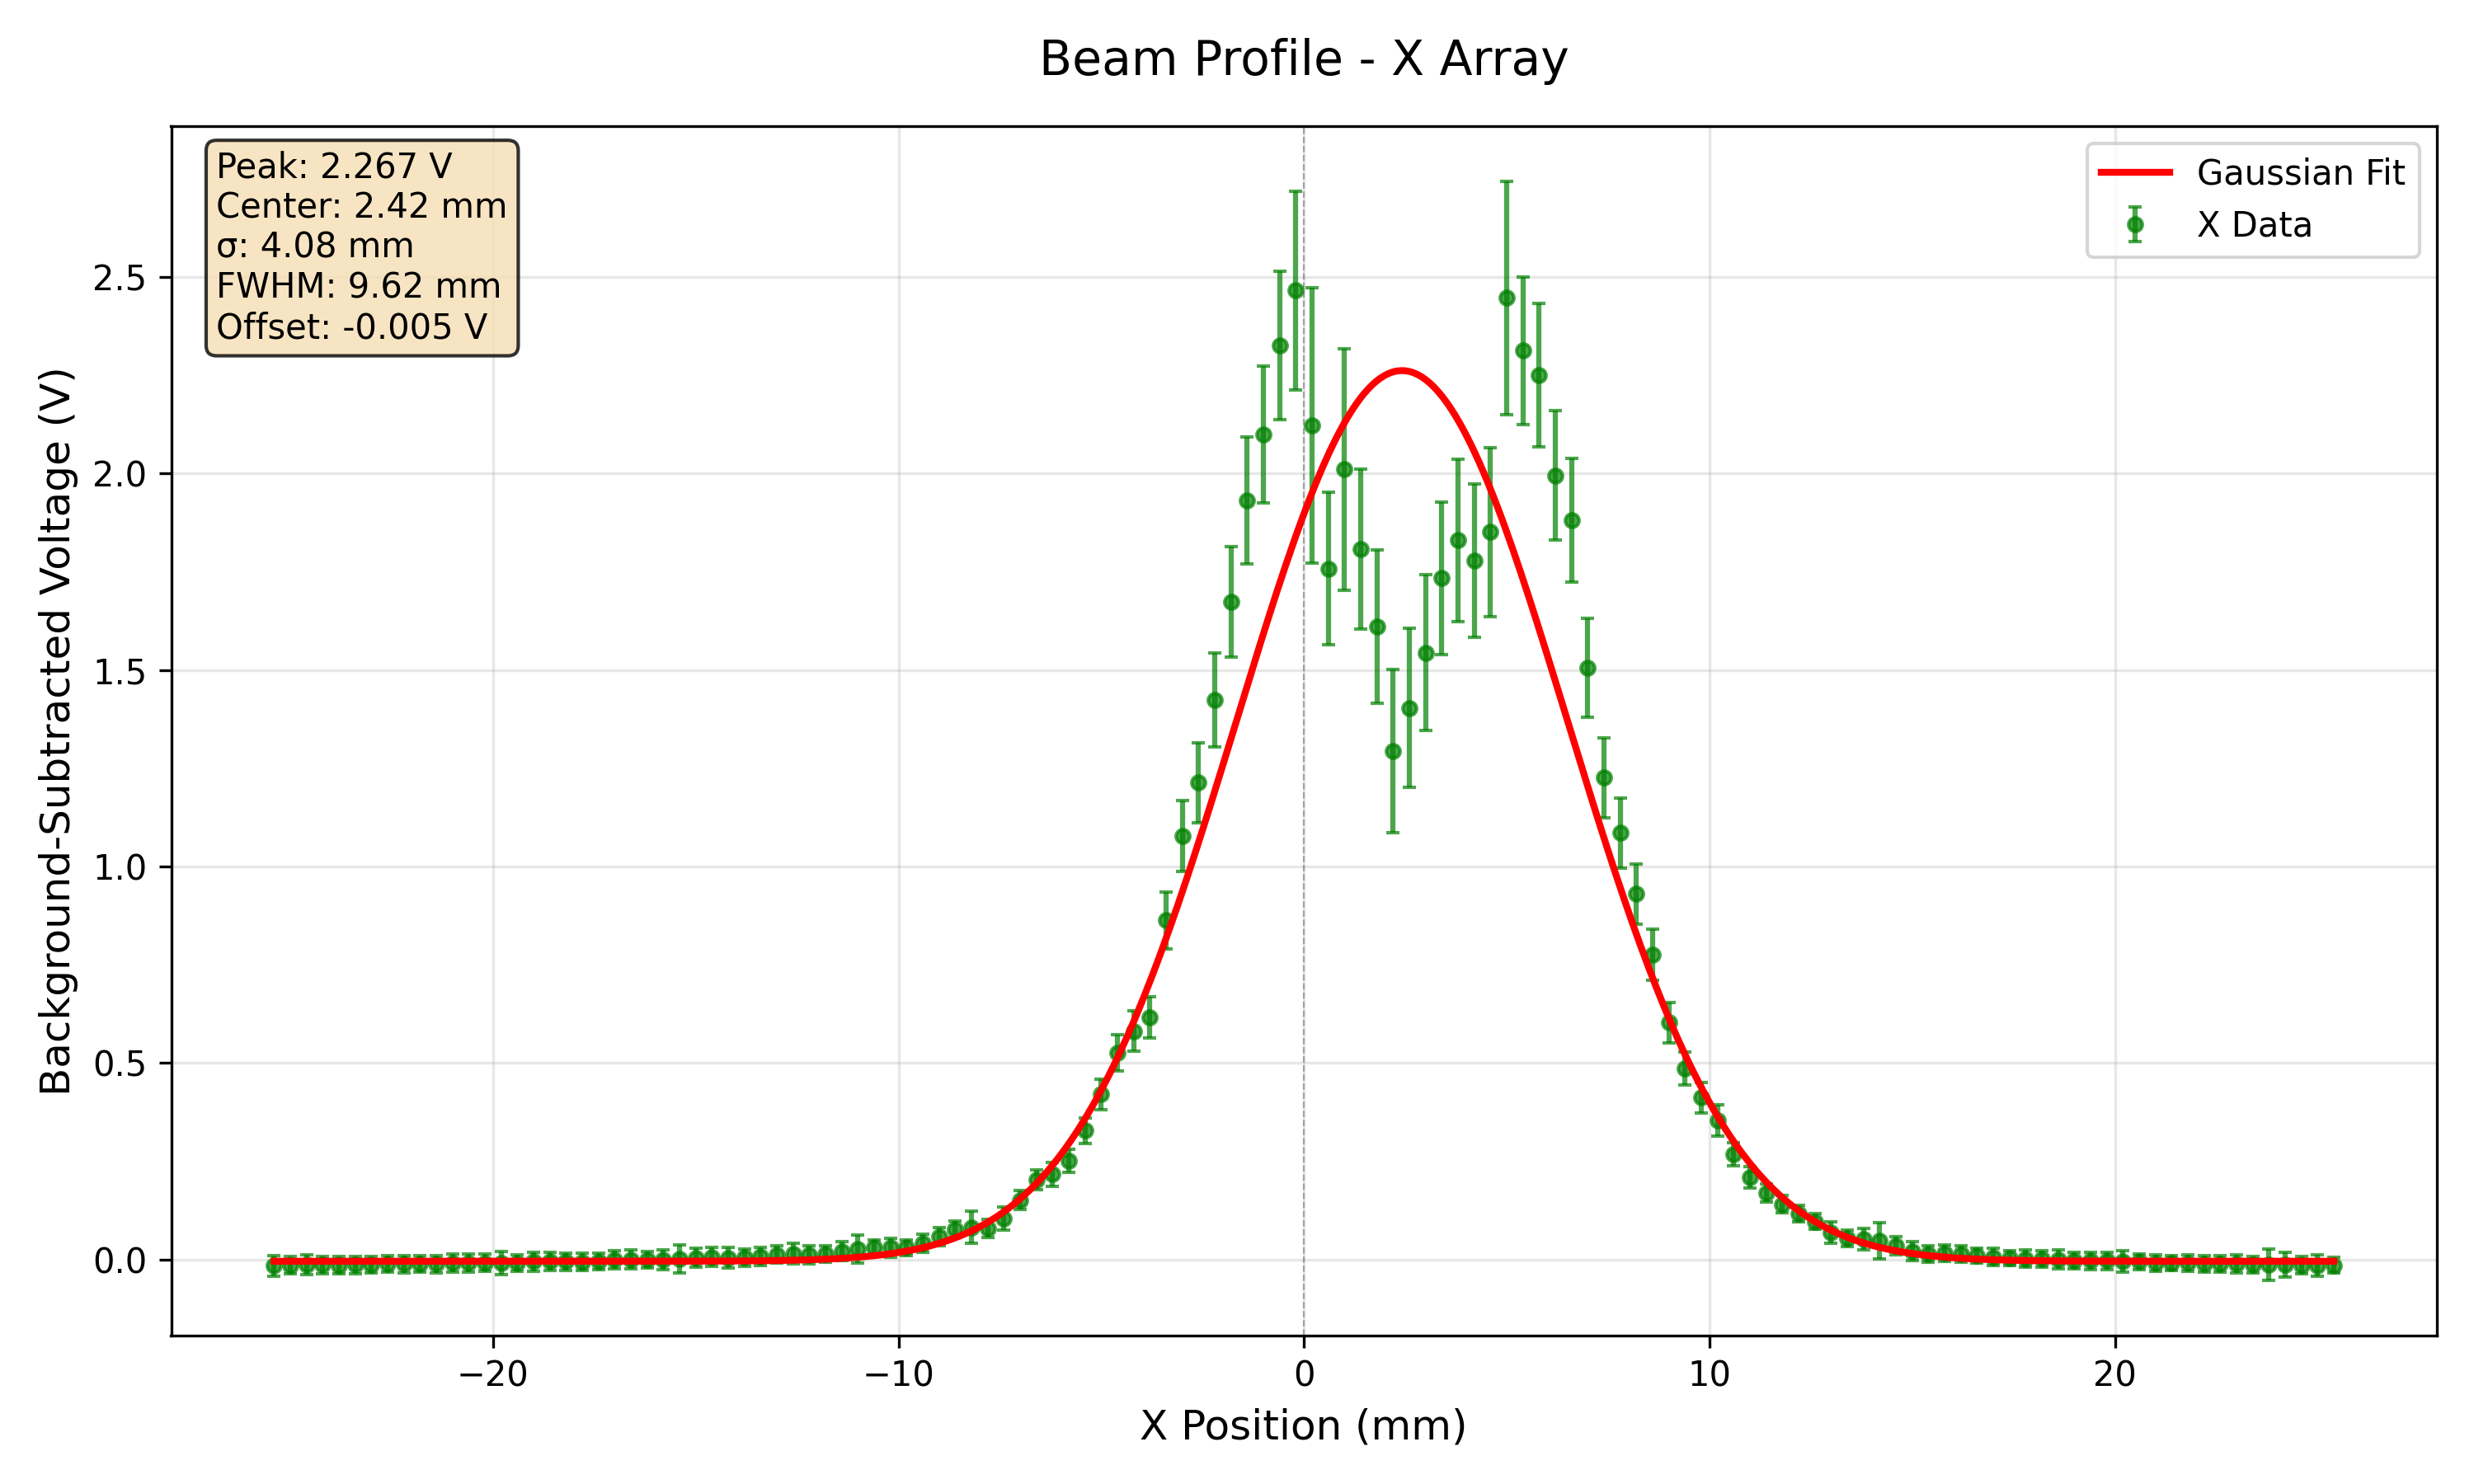 Beam Profile - X Array
Peak: 2.267 V
Center: 2.42 mm
σ: 4.08 mm
FWHM: 9.62 mm
Offset: -0.005 V
Gaussian Fit
X Data
Background-Subtracted Voltage (V)
2.5
2.0
1.5
1.0
0.5
0.0
−20
−10
0
10
20
X Position (mm)